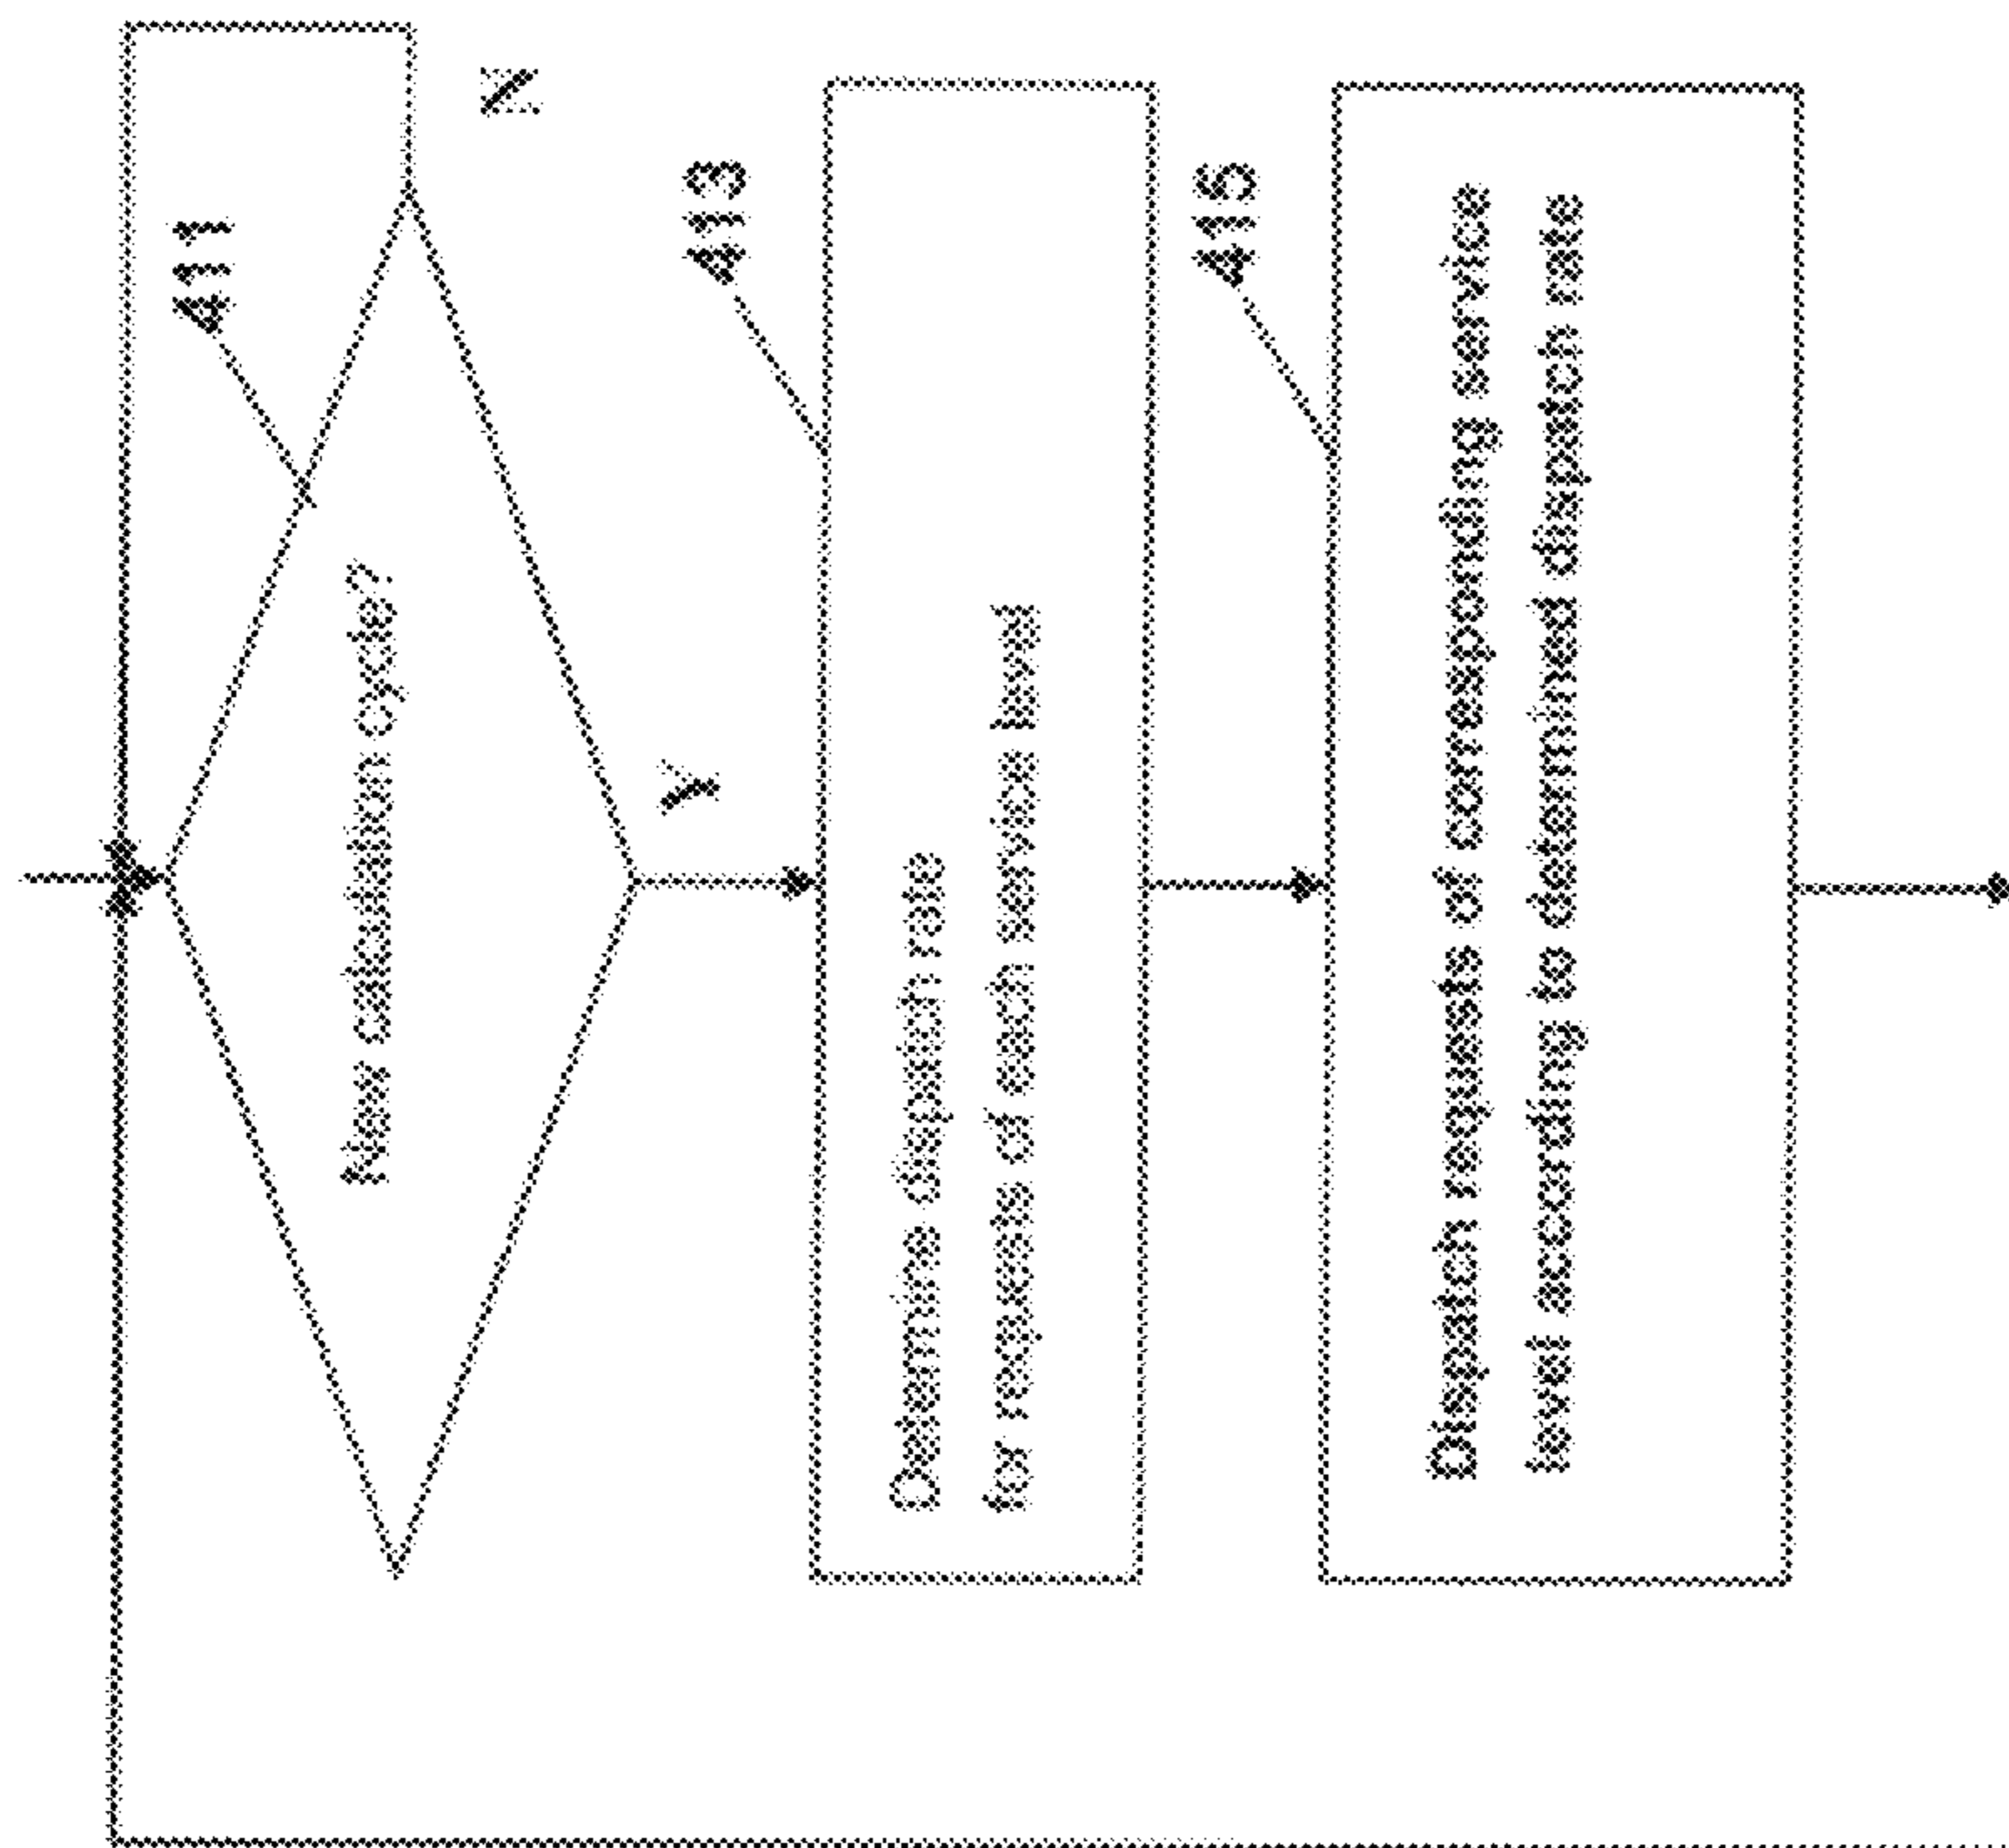 411
New calculation cycle?
N
Y
413
Determine dispatch rate
for requests of each service level
415
Dispatch requests of corresponding service
level according to determined dispatch rate